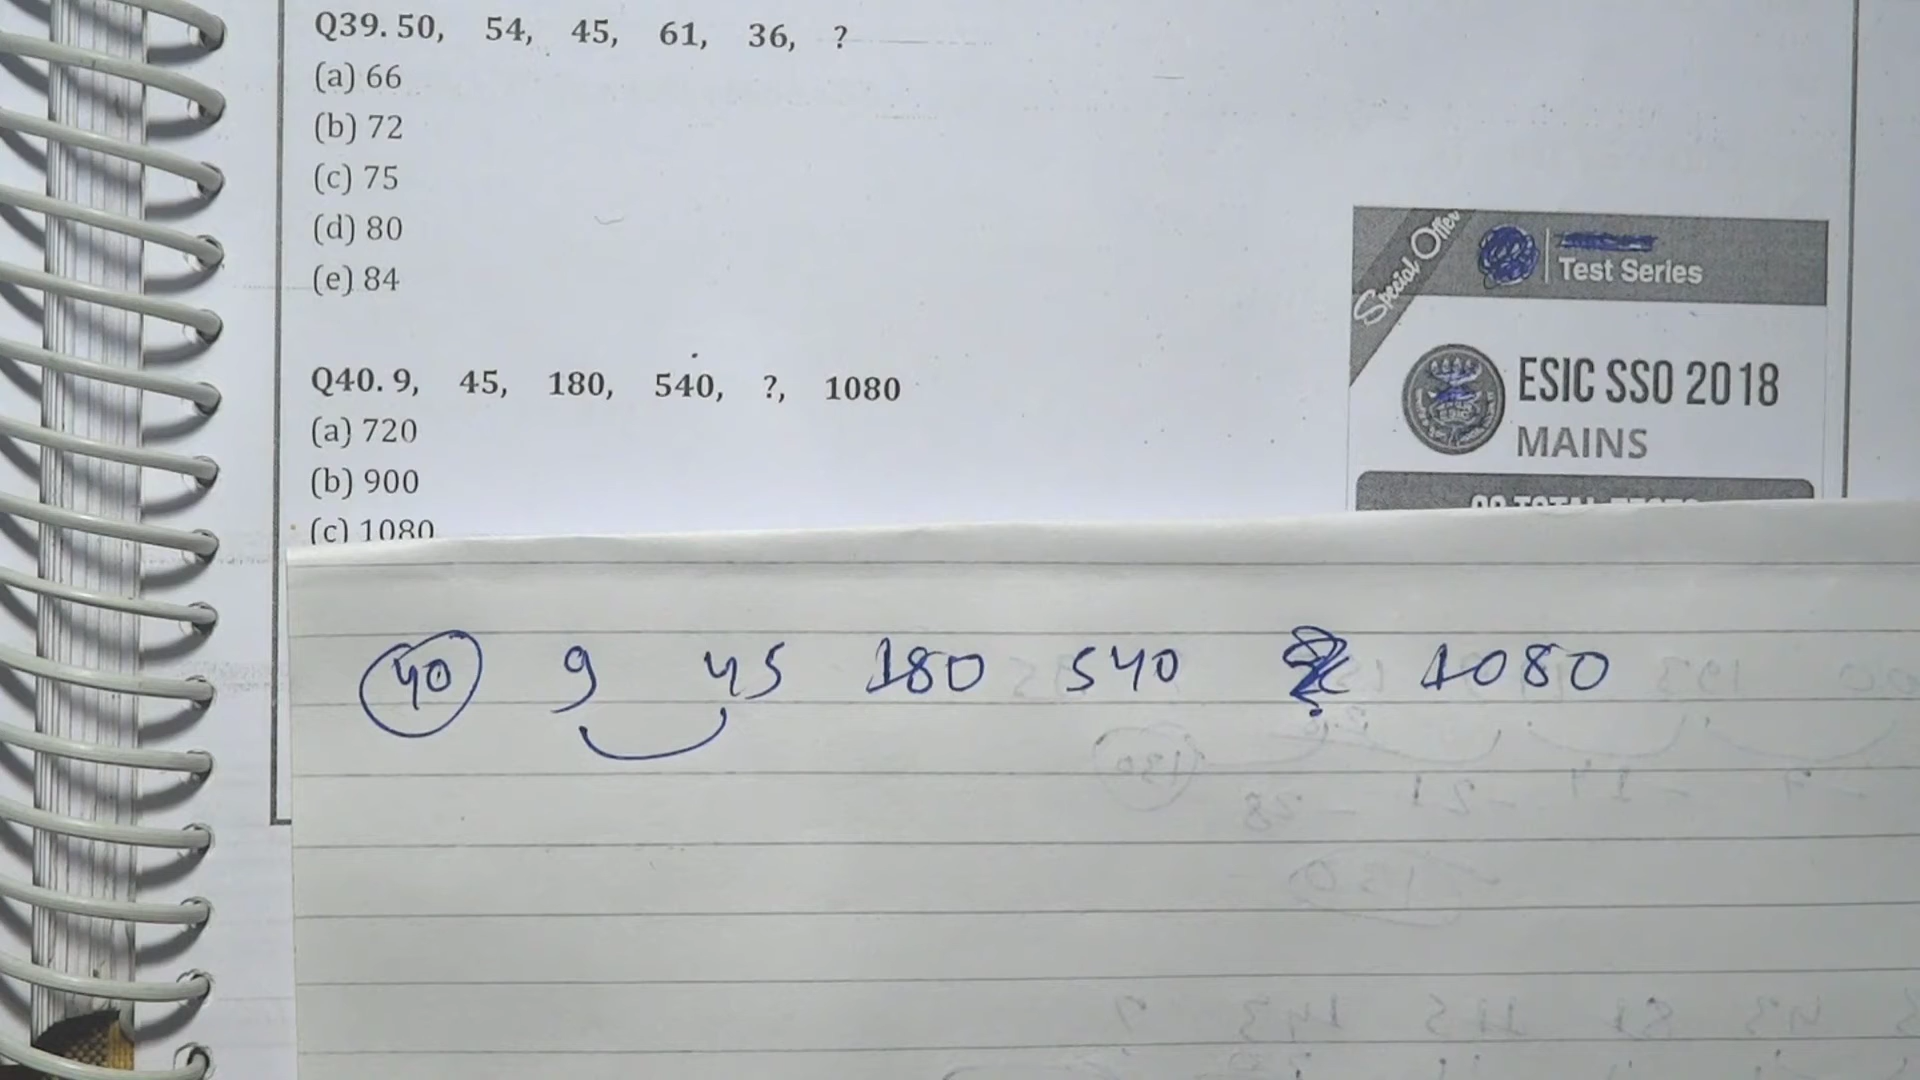 Q39. 50, 54, 45, 61, 36, ?
(a) 66
(b) 72
(c) 75
(d) 80
(e) 84
Special Offer
Test Series
ESIC SSO 2018
MAINS
Q40. 9, 45, 180, 540, ?, 1080
(a) 720
(b) 900
(c) 1080
40 9 45 180 540 ? 1080